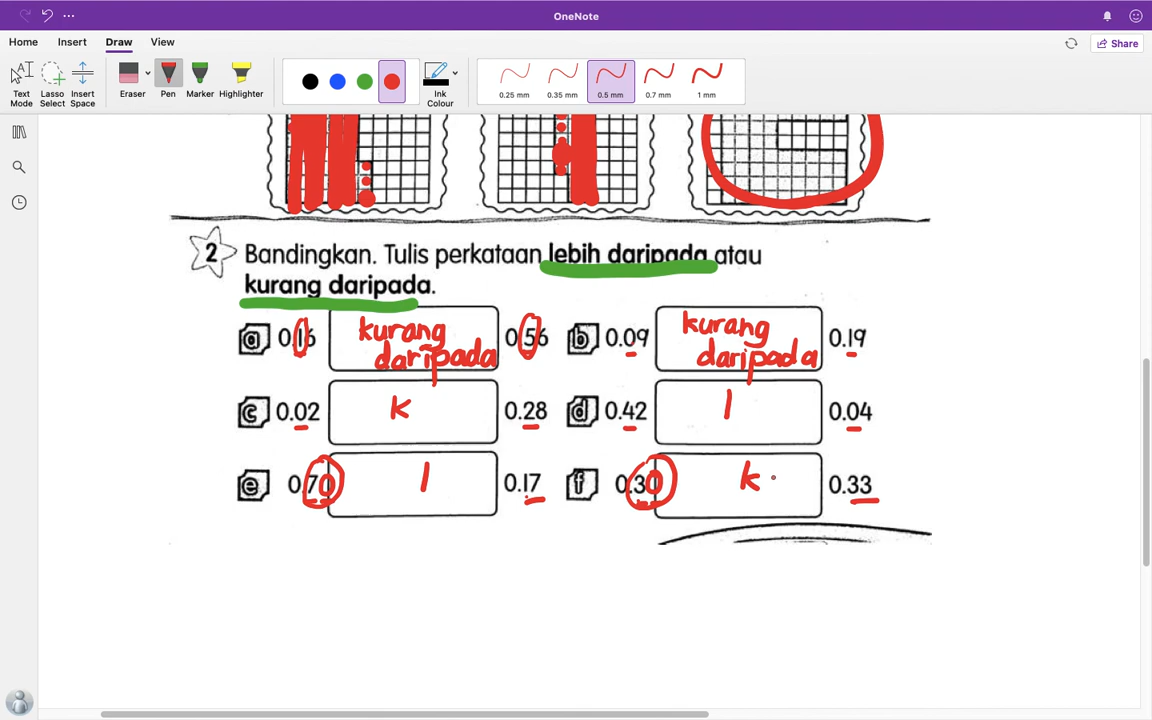 OneNote
Home Insert Draw View
Share
Text Mode
Lasso Select
Insert Space
Eraser
Pen
Marker
Highlighter
Ink Colour
0.25 mm
0.35 mm
0.5 mm
0.7 mm
1 mm
2 Bandingkan. Tulis perkataan lebih daripada atau
kurang daripada.
a 0.16 kurang daripada 0.56 b 0.09 kurang daripada 0.19
c 0.02 k 0.28 d 0.42 l 0.04
e 0.70 l 0.17 f 0.30 k 0.33